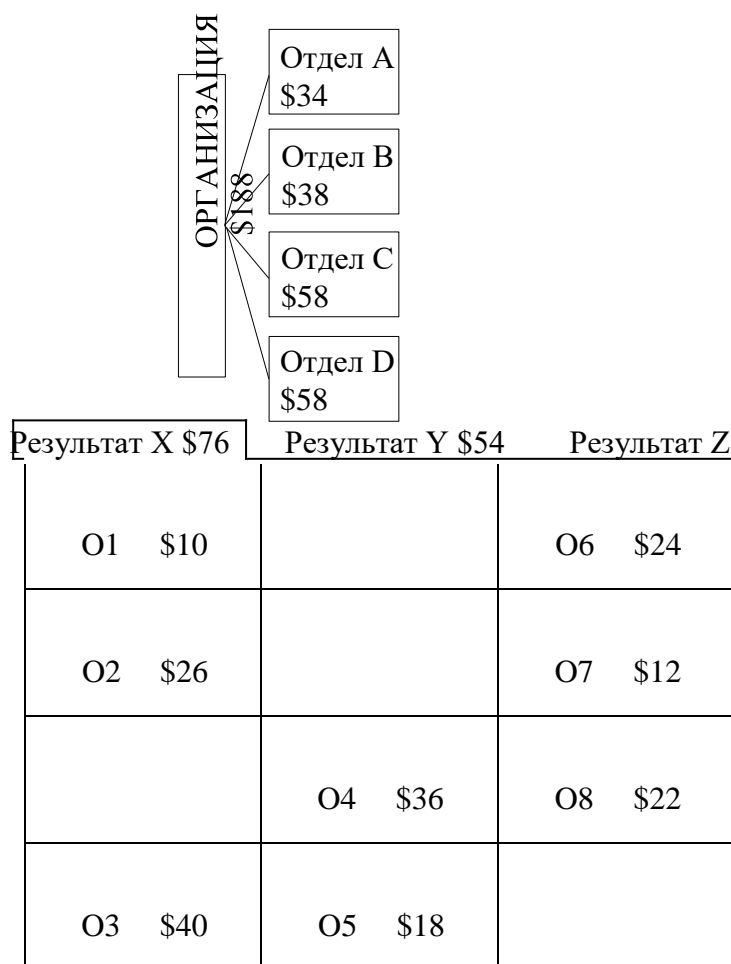 ОРГАНИЗАЦИЯ
$188
Отдел A
$34
Отдел B
$38
Отдел C
$58
Отдел D
$58
Результат X $76 Результат Y $54 Результат Z
O1 $10 O6 $24
O2 $26 O7 $12
O4 $36 O8 $22
O3 $40 O5 $18